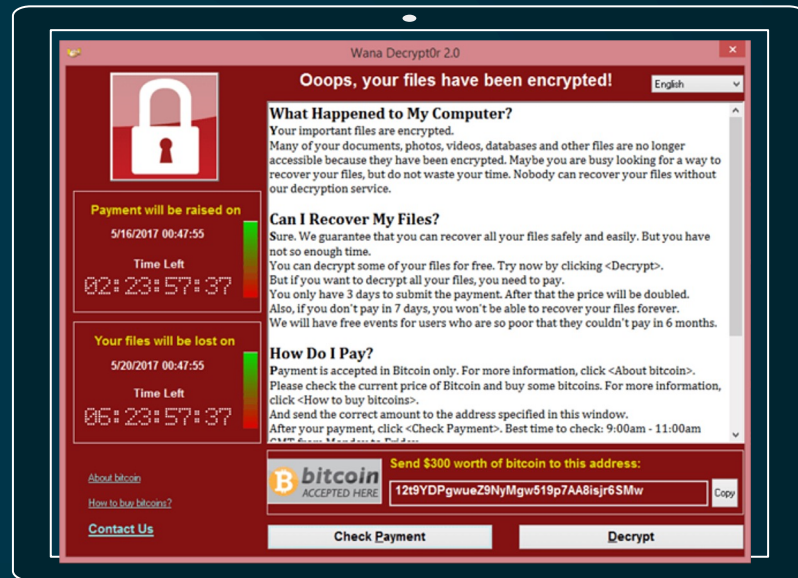 Wana Decrypt0r 2.0
Ooops, your files have been encrypted!
English
What Happened to My Computer?
Your important files are encrypted.
Many of your documents, photos, videos, databases and other files are no longer
accessible because they have been encrypted. Maybe you are busy looking for a way to
recover your files, but do not waste your time. Nobody can recover your files without
our decryption service.
Can I Recover My Files?
Sure. We guarantee that you can recover all your files safely and easily. But you have
not so enough time.
You can decrypt some of your files for free. Try now by clicking <Decrypt>.
But if you want to decrypt all your files, you need to pay.
You only have 3 days to submit the payment. After that the price will be doubled.
Also, if you don't pay in 7 days, you won't be able to recover your files forever.
We will have free events for users who are so poor that they couldn't pay in 6 months.
How Do I Pay?
Payment is accepted in Bitcoin only. For more information, click <About bitcoin>.
Please check the current price of Bitcoin and buy some bitcoins. For more information,
click <How to buy bitcoins>.
And send the correct amount to the address specified in this window.
After your payment, click <Check Payment>. Best time to check: 9:00am - 11:00am
GMT from Monday to Friday.
Payment will be raised on
5/16/2017 00:47:55
Time Left
02:23:57:37
Your files will be lost on
5/20/2017 00:47:55
Time Left
06:23:57:37
About bitcoin
How to buy bitcoins?
Contact Us
bitcoin
ACCEPTED HERE
Send $300 worth of bitcoin to this address:
12t9YDPgwueZ9NyMgw519p7AA8isjr6SMw
Copy
Check Payment
Decrypt